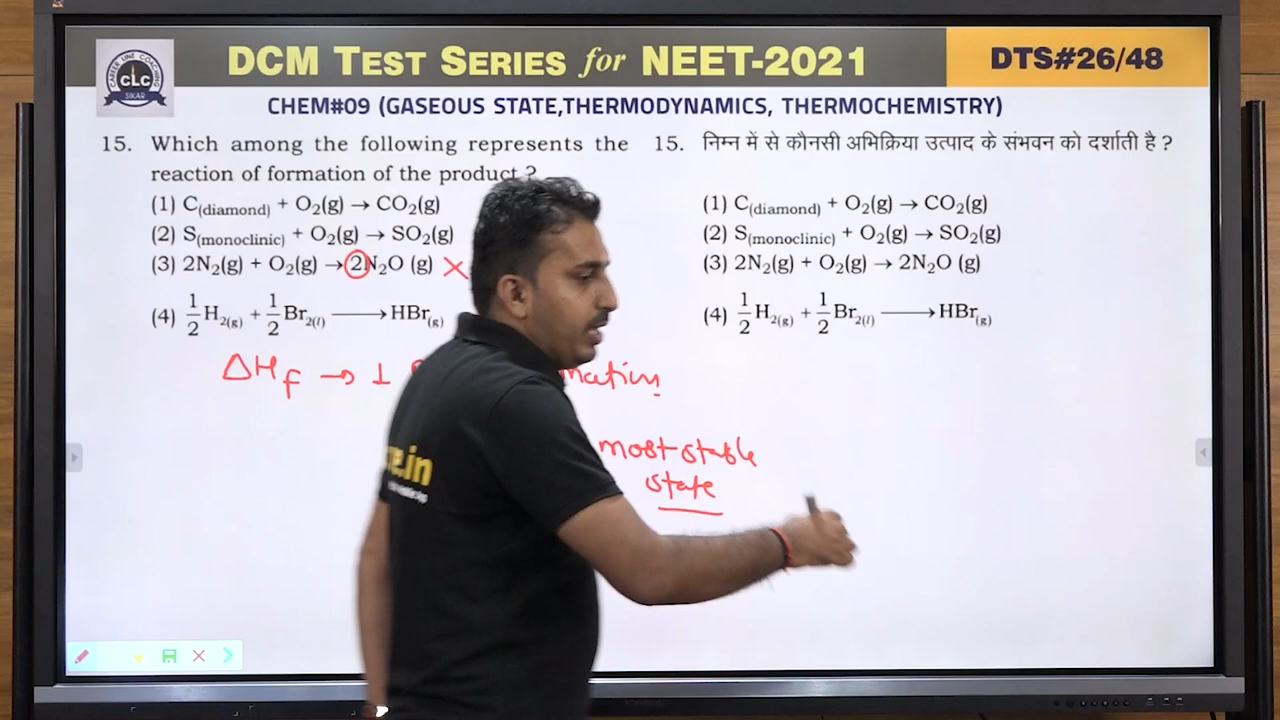 DCM TEST SERIES for NEET-2021
DTS#26/48
CAREER LINE COACHING
CLC
SIKAR
CHEM#09 (GASEOUS STATE,THERMODYNAMICS, THERMOCHEMISTRY)
15. Which among the following represents the
reaction of formation of the product ?
(1) C(diamond) + O₂(g) → CO₂(g)
(2) S(monoclinic) + O₂(g) → SO₂(g)
(3) 2N₂(g) + O₂(g) → 2N₂O (g) ×
(4) 1/2 H₂(g) + 1/2 Br₂(l) ⟶ HBr(g)
15. निम्न में से कौनसी अभिक्रिया उत्पाद के संभवन को दर्शाती है ?
(1) C(diamond) + O₂(g) → CO₂(g)
(2) S(monoclinic) + O₂(g) → SO₂(g)
(3) 2N₂(g) + O₂(g) → 2N₂O (g)
(4) 1/2 H₂(g) + 1/2 Br₂(l) ⟶ HBr(g)
ΔHf → 1
most stable
state
e.in